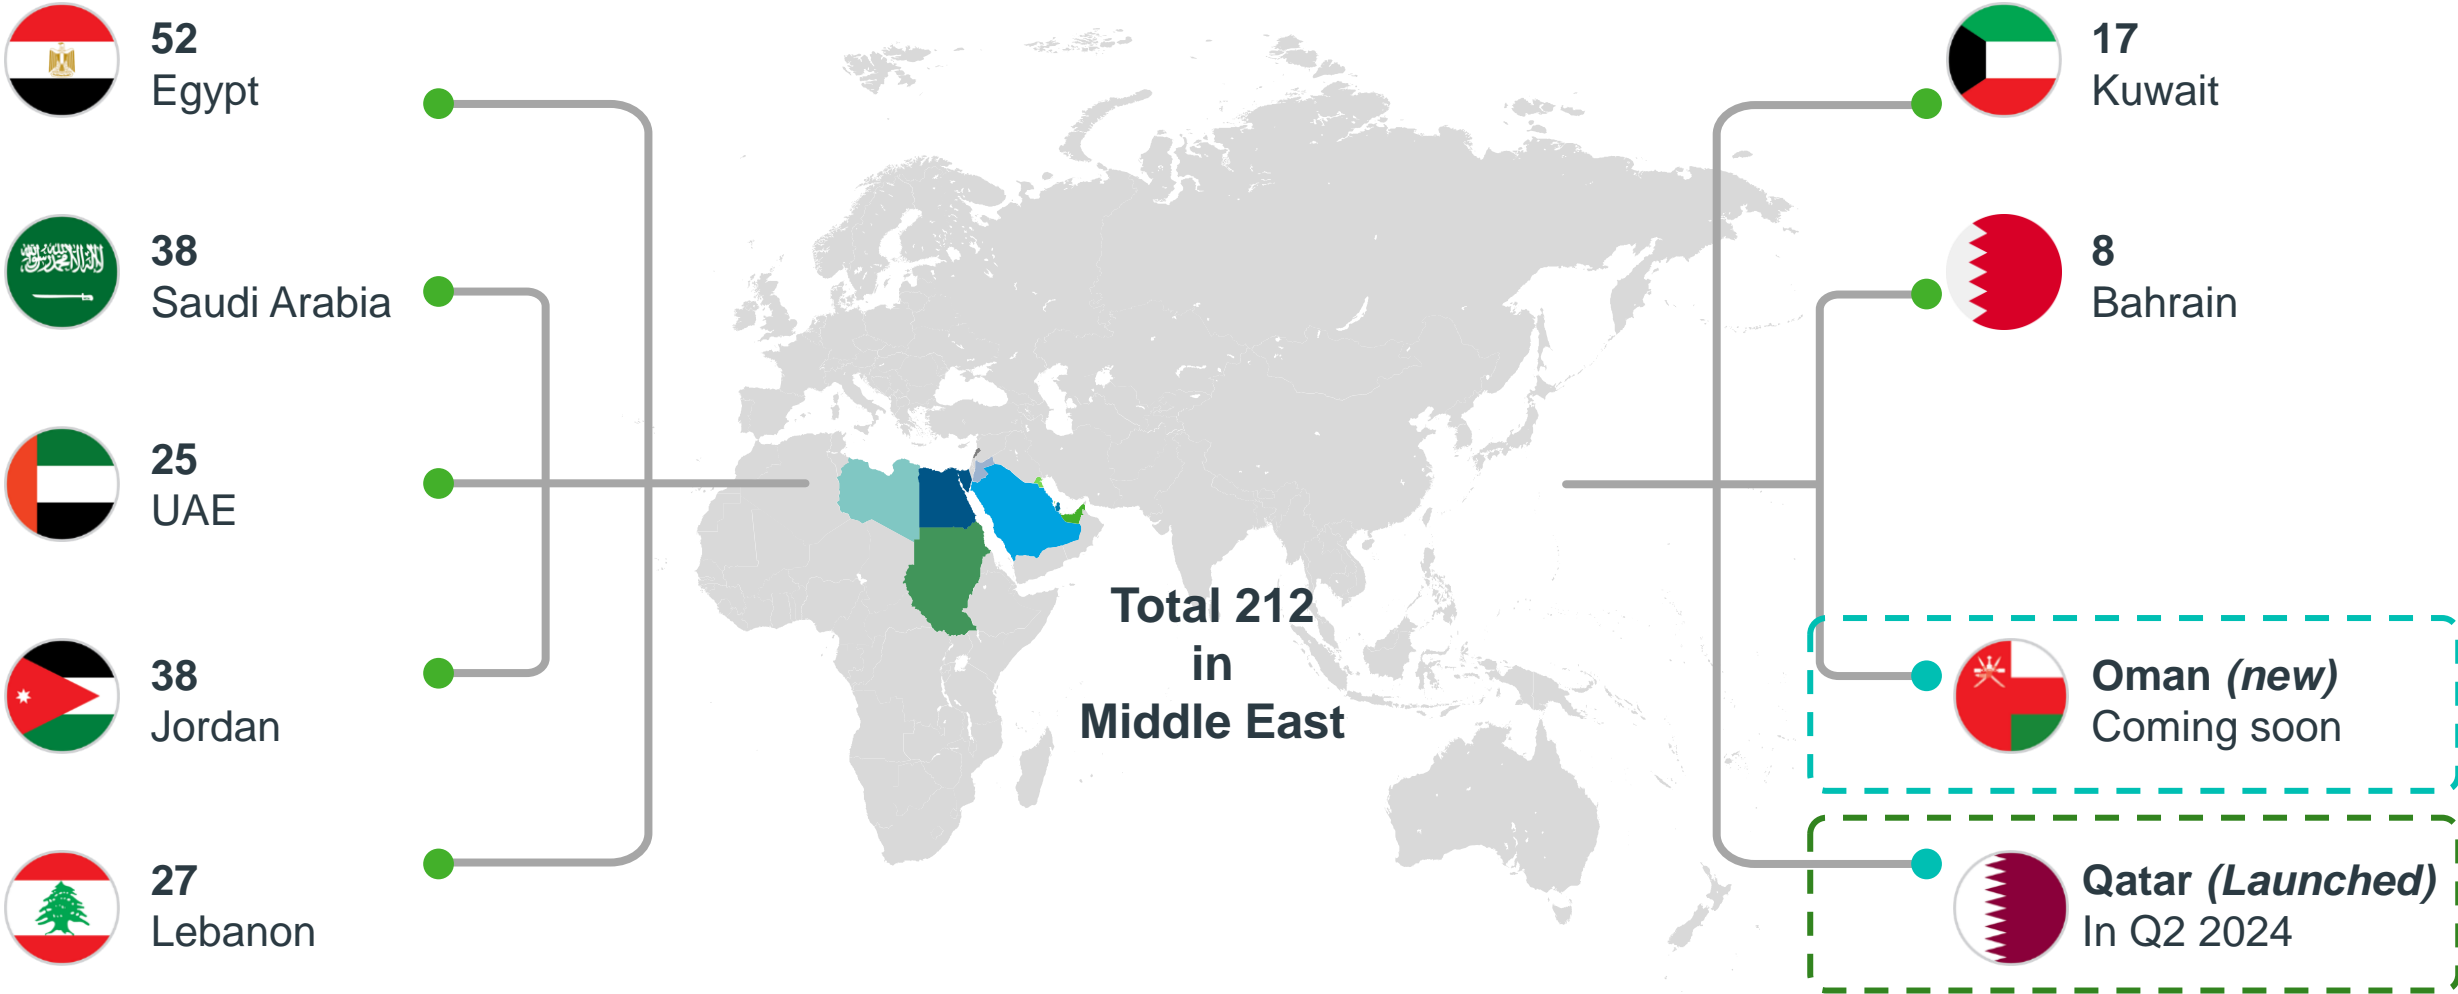 52
Egypt
38
Saudi Arabia
25
UAE
38
Jordan
27
Lebanon
Total 212
in
Middle East
17
Kuwait
8
Bahrain
Oman (new)
Coming soon
Qatar (Launched)
In Q2 2024